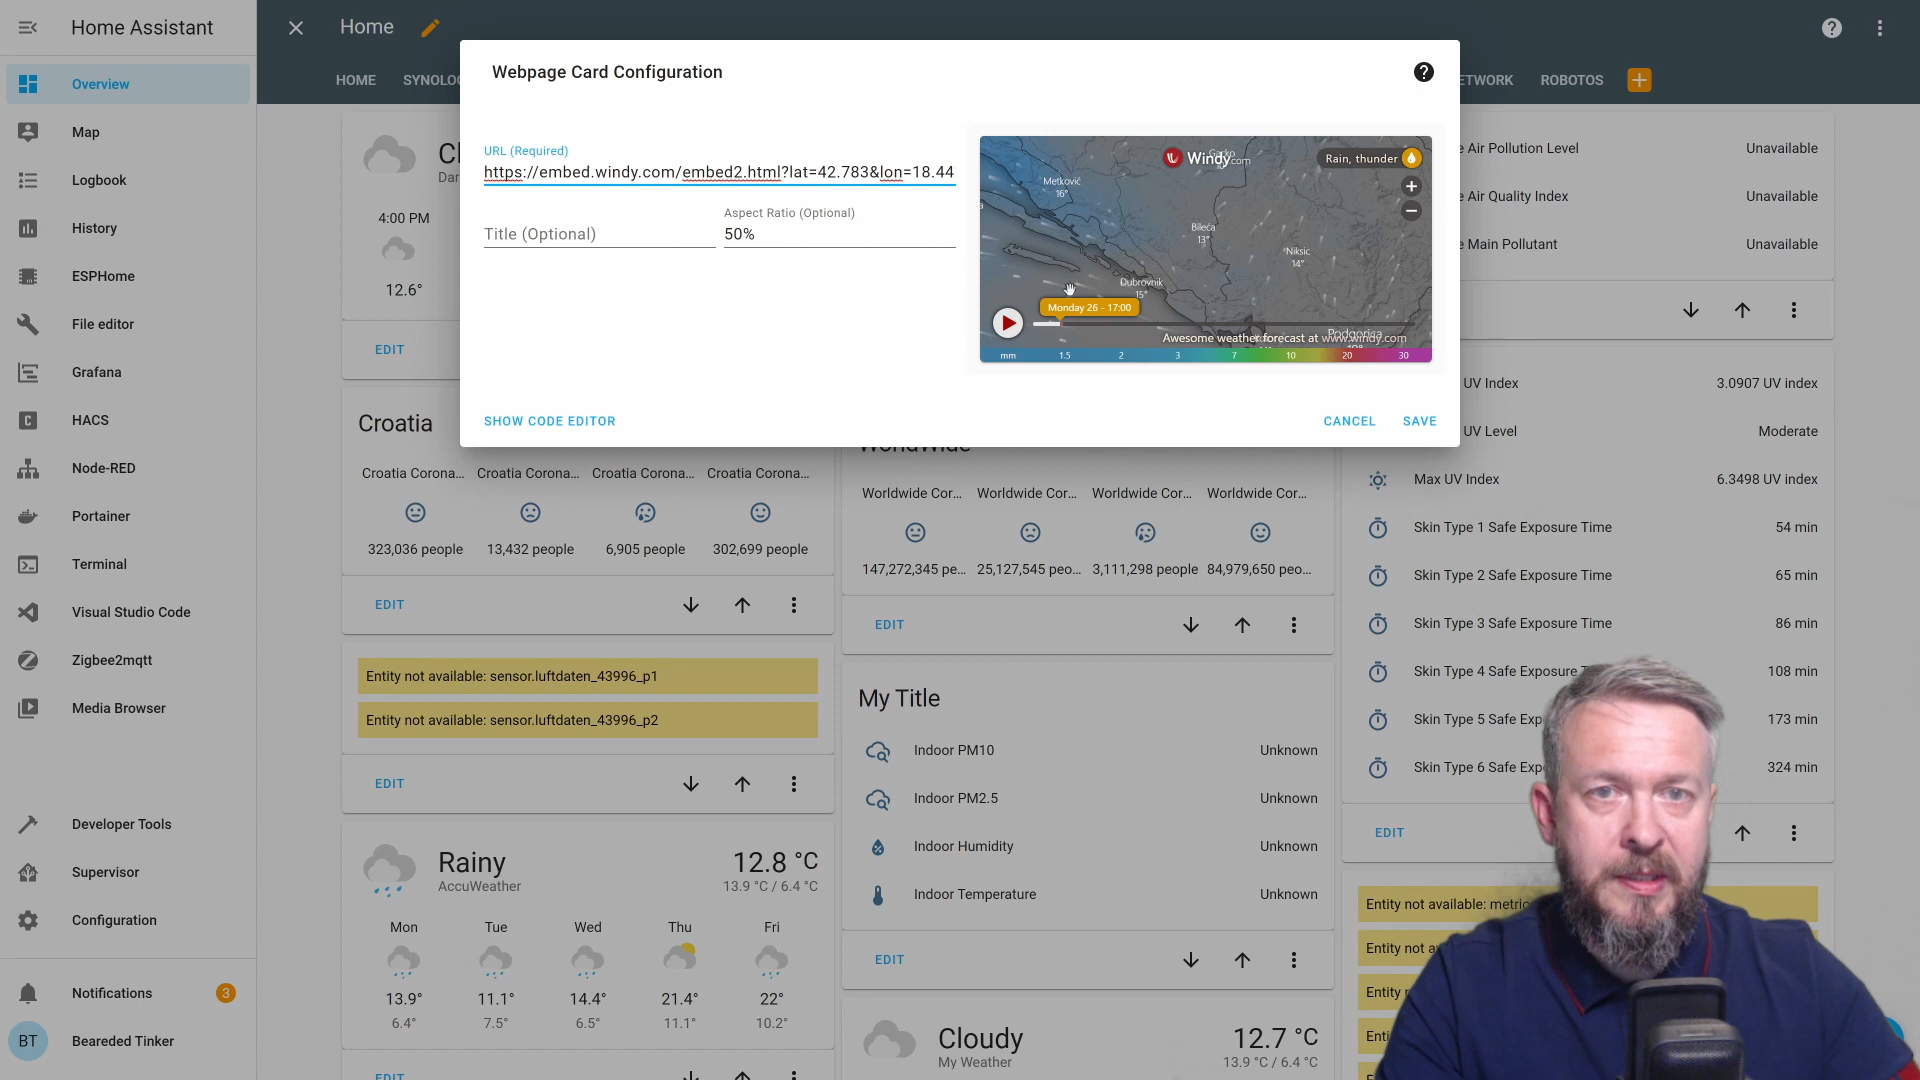 Home Assistant
Home
Overview
Map
Logbook
History
ESPHome
File editor
Grafana
HACS
Node-RED
Portainer
Terminal
Visual Studio Code
Zigbee2mqtt
Media Browser
Developer Tools
Supervisor
Configuration
Notifications
3
BT
Beareded Tinker
HOME
ETWORK
ROBOTOS
Webpage Card Configuration
URL (Required)
https://embed.windy.com/embed2.html?lat=42.783&lon=18.44
Title (Optional)
Aspect Ratio (Optional)
50%
Windy.com
Rain, thunder
Metković
16°
Bileća
13°
Niksic
14°
Dubrovnik
15°
Monday 26 - 17:00
Podgorica
Awesome weather forecast at www.windy.com
mm 1.5 2 3 7 10 20 30
SHOW CODE EDITOR
CANCEL
SAVE
4:00 PM
12.6°
EDIT
Croatia
Croatia Corona... Croatia Corona... Croatia Corona... Croatia Corona...
323,036 people 13,432 people 6,905 people 302,699 people
EDIT
Entity not available: sensor.luftdaten_43996_p1
Entity not available: sensor.luftdaten_43996_p2
EDIT
Rainy
AccuWeather
12.8 °C
13.9 °C / 6.4 °C
Mon Tue Wed Thu Fri
13.9° 11.1° 14.4° 21.4° 22°
6.4° 7.5° 6.5° 11.1° 10.2°
Worldwide Cor... Worldwide Cor... Worldwide Cor... Worldwide Cor...
147,272,345 pe... 25,127,545 peo... 3,111,298 people 84,979,650 peo...
EDIT
My Title
Indoor PM10 Unknown
Indoor PM2.5 Unknown
Indoor Humidity Unknown
Indoor Temperature Unknown
EDIT
Cloudy
My Weather
12.7 °C
13.9 °C / 6.4 °C
e Air Pollution Level Unavailable
e Air Quality Index Unavailable
e Main Pollutant Unavailable
UV Index 3.0907 UV index
UV Level Moderate
Max UV Index 6.3498 UV index
Skin Type 1 Safe Exposure Time 54 min
Skin Type 2 Safe Exposure Time 65 min
Skin Type 3 Safe Exposure Time 86 min
Skin Type 4 Safe Exposure 108 min
Skin Type 5 Safe Exp 173 min
Skin Type 6 Safe Exp 324 min
EDIT
Entity not available:
Entity not
Entity